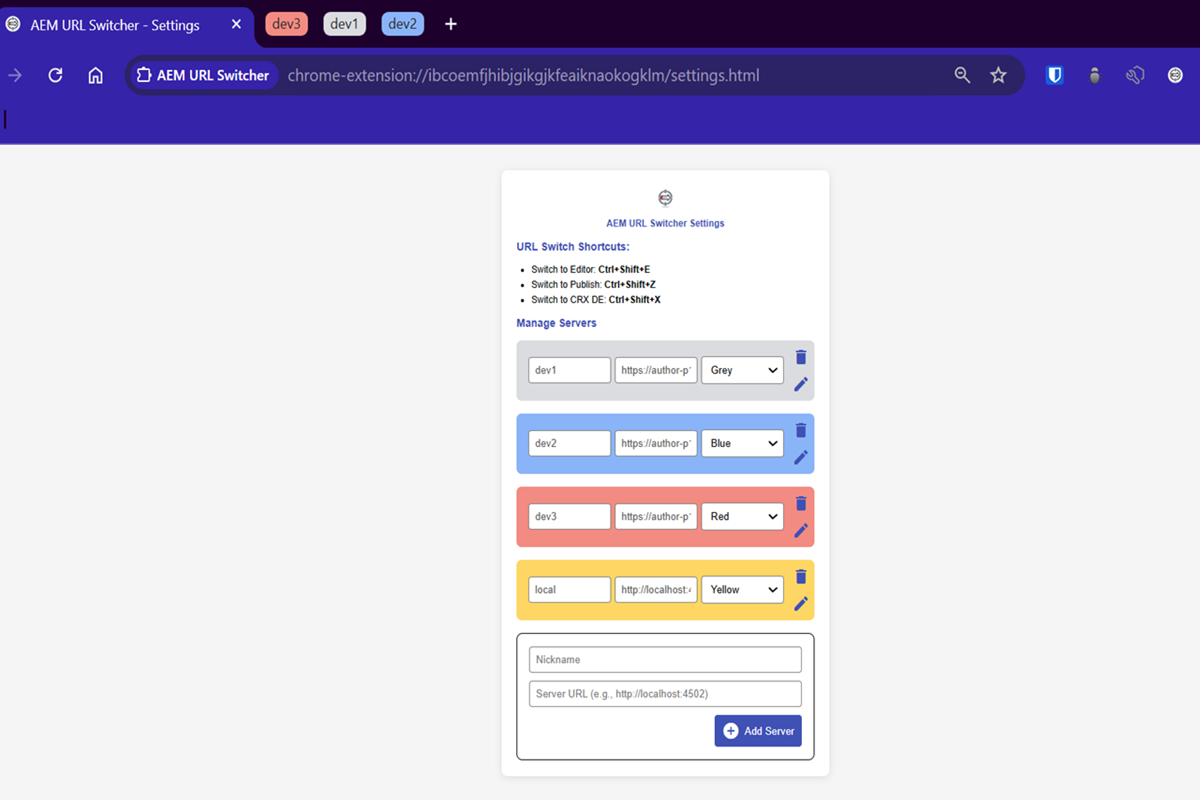 AEM URL Switcher - Settings
dev3
dev1
dev2
AEM URL Switcher
chrome-extension://ibcoemfjhibjgikgjkfeaiknaokogklm/settings.html
AEM URL Switcher Settings
URL Switch Shortcuts:
Switch to Editor: Ctrl+Shift+E
Switch to Publish: Ctrl+Shift+Z
Switch to CRX DE: Ctrl+Shift+X
Manage Servers
dev1 https://author-p Grey
dev2 https://author-p Blue
dev3 https://author-p Red
local http://localhost: Yellow
Nickname
Server URL (e.g., http://localhost:4502)
Add Server